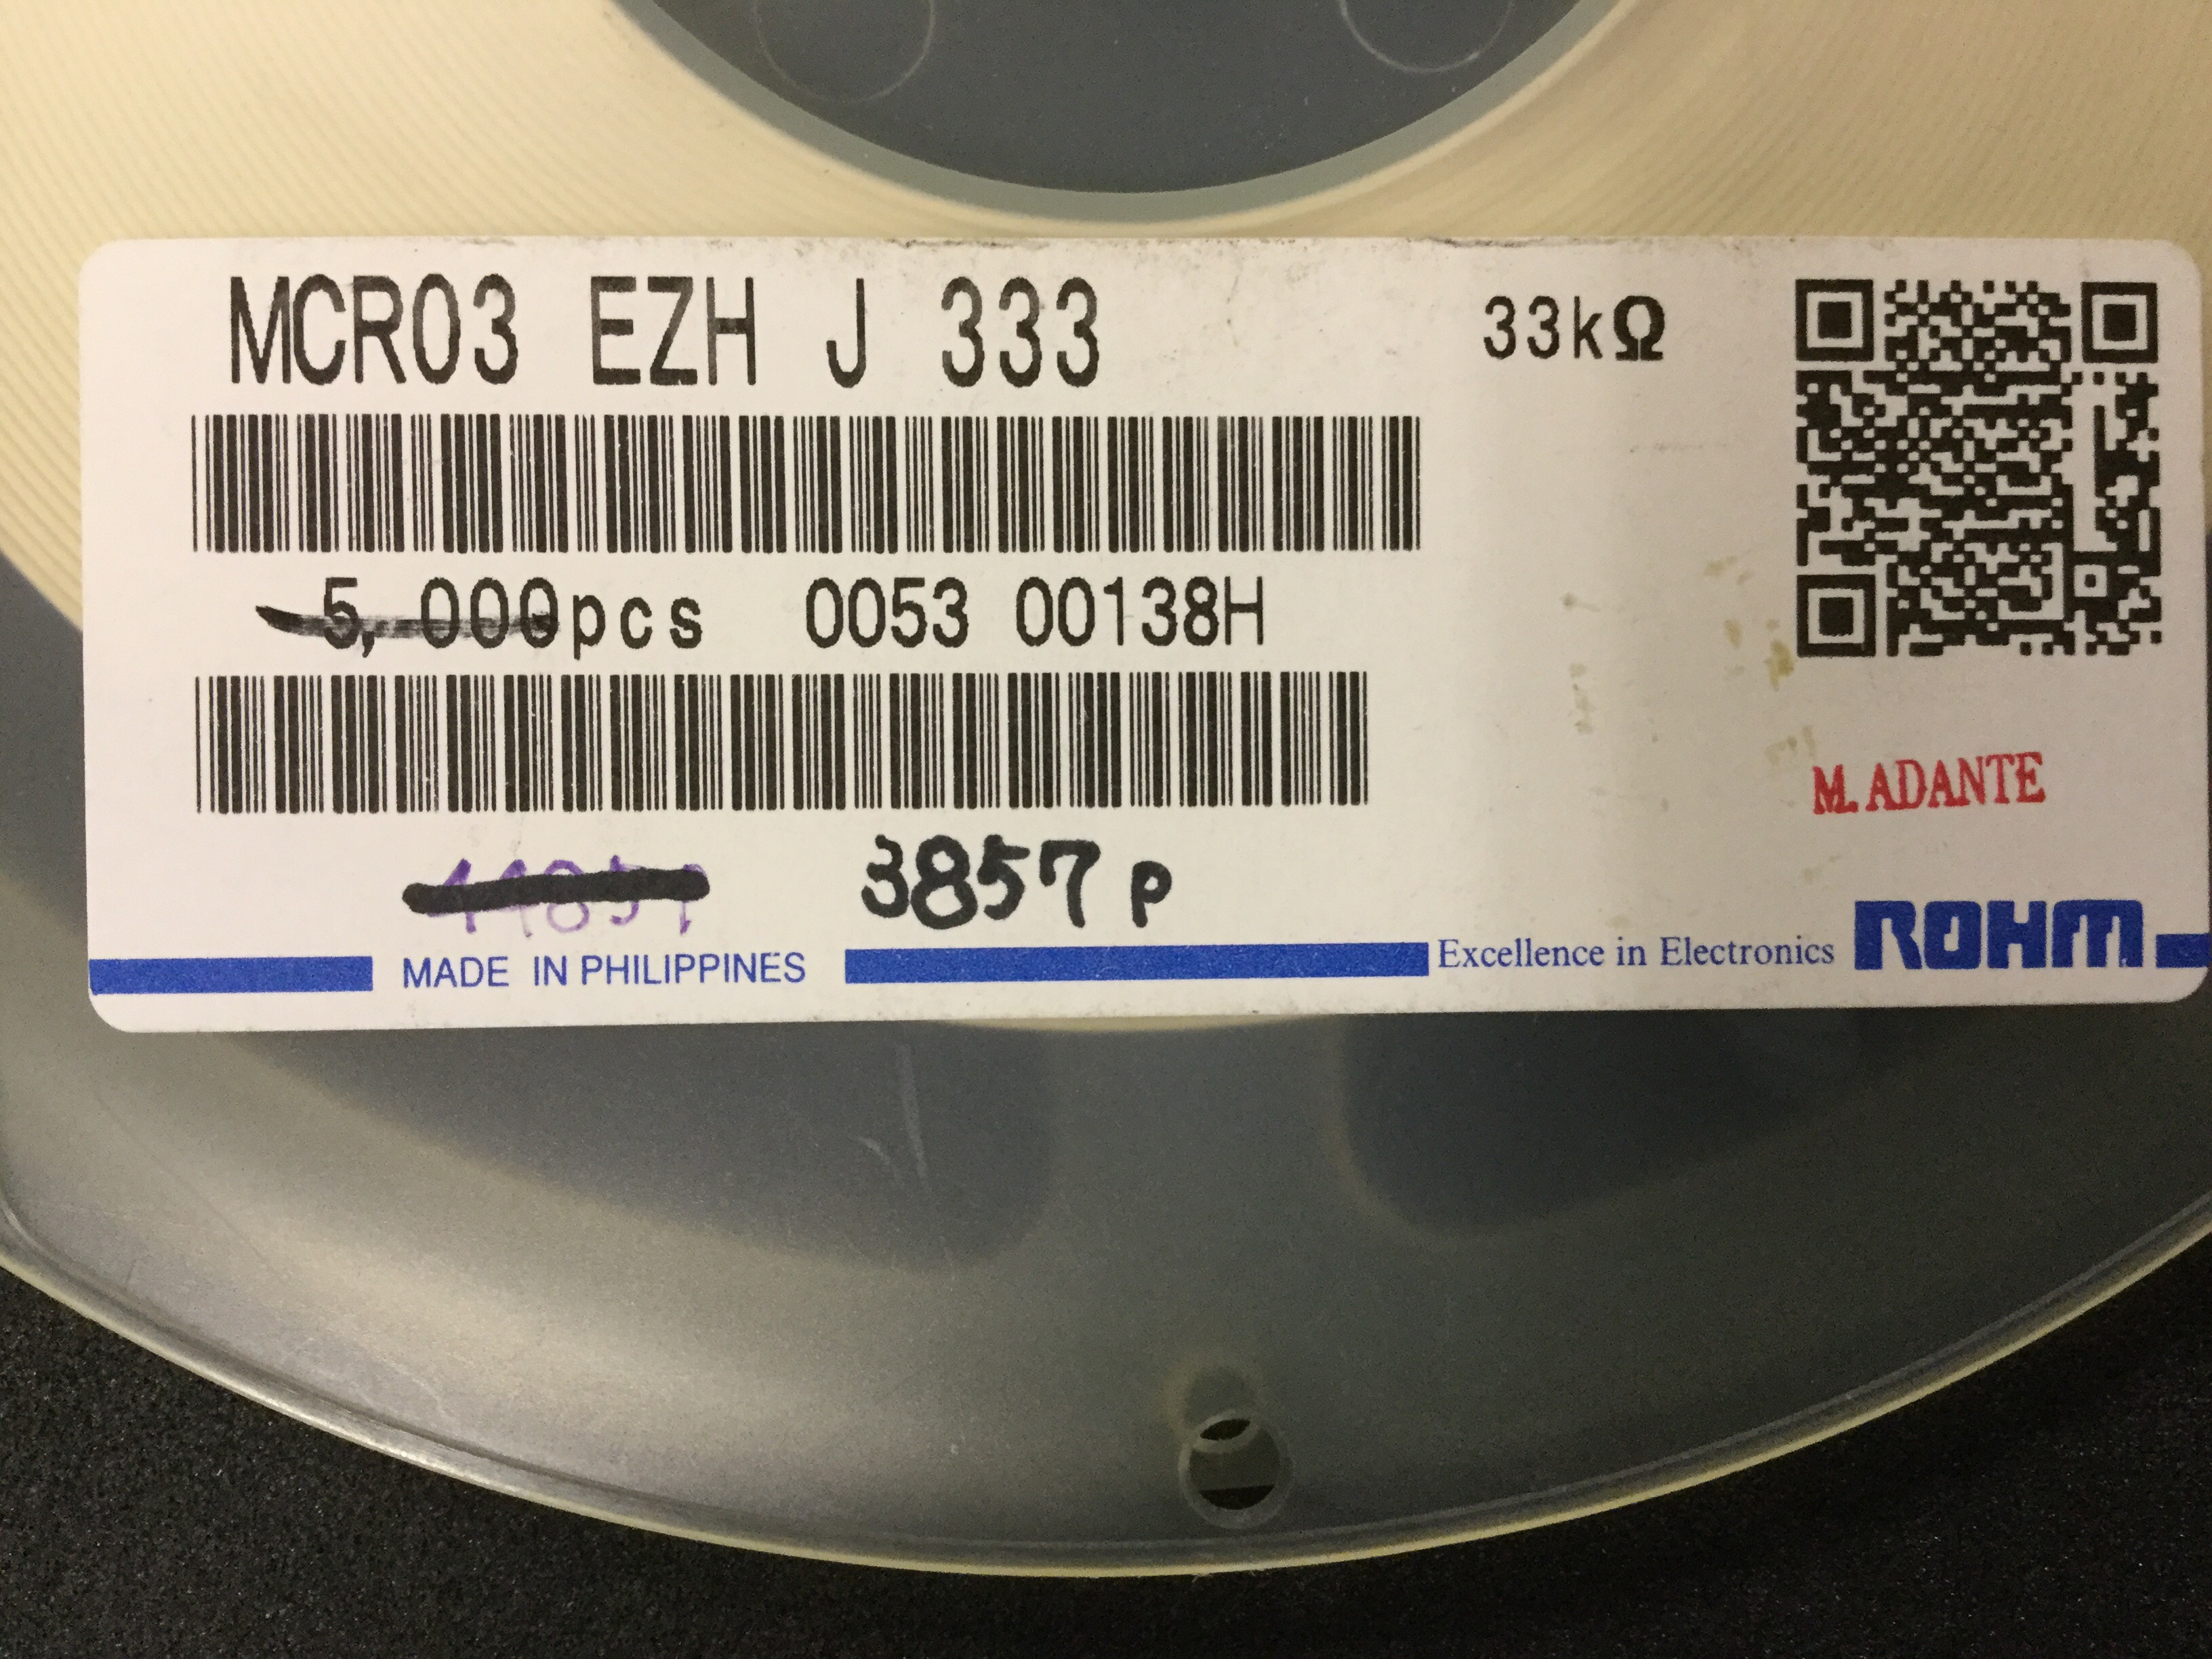 MCR03 EZH J 333 33kΩ
5,000pcs 0053 00138H
M.ADANTE
3857 p
MADE IN PHILIPPINES Excellence in Electronics ROHM